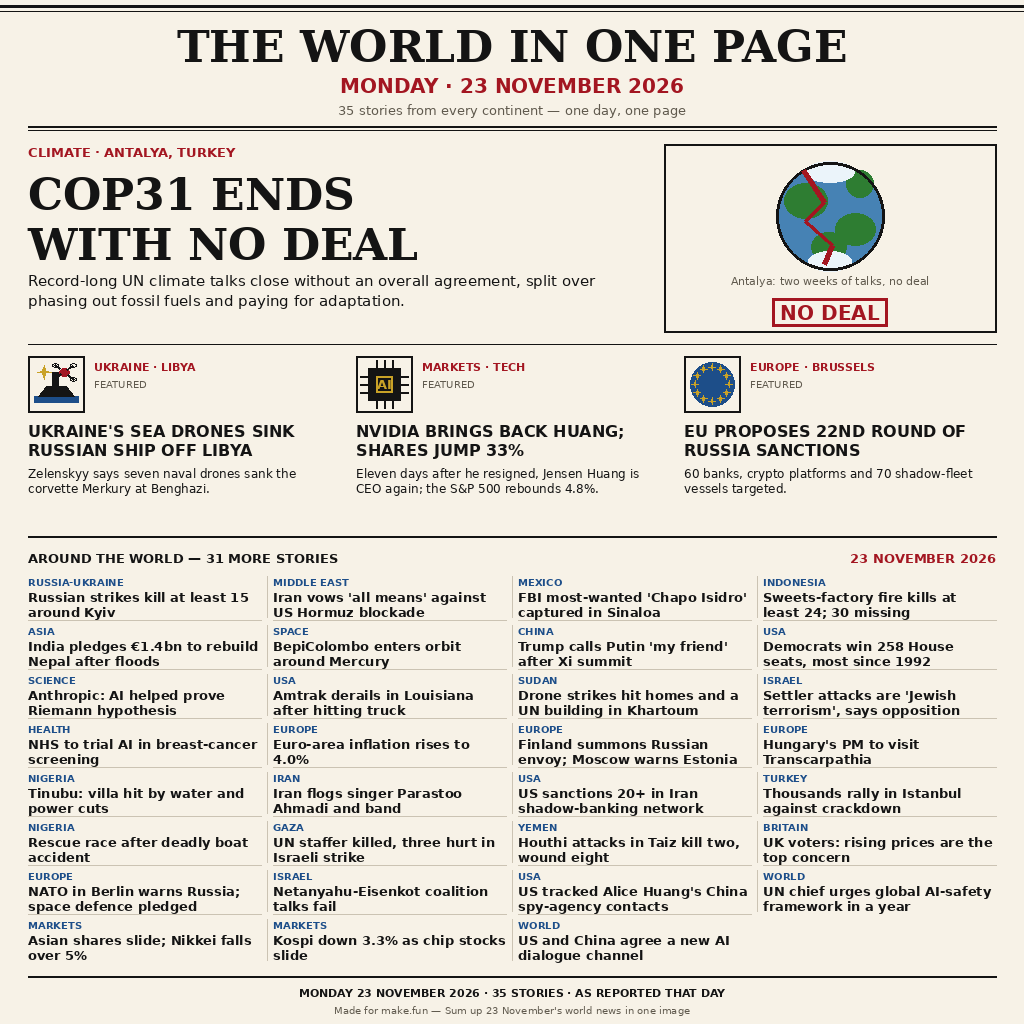 THE WORLD IN ONE PAGE
MONDAY · 23 NOVEMBER 2026
35 stories from every continent — one day, one page
CLIMATE · ANTALYA, TURKEY
COP31 ENDS
WITH NO DEAL
Record-long UN climate talks close without an overall agreement, split over
phasing out fossil fuels and paying for adaptation.
Antalya: two weeks of talks, no deal
NO DEAL
UKRAINE · LIBYA
FEATURED
UKRAINE'S SEA DRONES SINK
RUSSIAN SHIP OFF LIBYA
Zelenskyy says seven naval drones sank the
corvette Merkury at Benghazi.
AI
MARKETS · TECH
FEATURED
NVIDIA BRINGS BACK HUANG;
SHARES JUMP 33%
Eleven days after he resigned, Jensen Huang is
CEO again; the S&P 500 rebounds 4.8%.
EUROPE · BRUSSELS
FEATURED
EU PROPOSES 22ND ROUND OF
RUSSIA SANCTIONS
60 banks, crypto platforms and 70 shadow-fleet
vessels targeted.
AROUND THE WORLD — 31 MORE STORIES
23 NOVEMBER 2026
RUSSIA-UKRAINE
Russian strikes kill at least 15
around Kyiv
MIDDLE EAST
Iran vows 'all means' against
US Hormuz blockade
MEXICO
FBI most-wanted 'Chapo Isidro'
captured in Sinaloa
INDONESIA
Sweets-factory fire kills at
least 24; 30 missing
ASIA
India pledges €1.4bn to rebuild
Nepal after floods
SPACE
BepiColombo enters orbit
around Mercury
CHINA
Trump calls Putin 'my friend'
after Xi summit
USA
Democrats win 258 House
seats, most since 1992
SCIENCE
Anthropic: AI helped prove
Riemann hypothesis
USA
Amtrak derails in Louisiana
after hitting truck
SUDAN
Drone strikes hit homes and a
UN building in Khartoum
ISRAEL
Settler attacks are 'Jewish
terrorism', says opposition
HEALTH
NHS to trial AI in breast-cancer
screening
EUROPE
Euro-area inflation rises to
4.0%
EUROPE
Finland summons Russian
envoy; Moscow warns Estonia
EUROPE
Hungary's PM to visit
Transcarpathia
NIGERIA
Tinubu: villa hit by water and
power cuts
IRAN
Iran flogs singer Parastoo
Ahmadi and band
USA
US sanctions 20+ in Iran
shadow-banking network
TURKEY
Thousands rally in Istanbul
against crackdown
NIGERIA
Rescue race after deadly boat
accident
GAZA
UN staffer killed, three hurt in
Israeli strike
YEMEN
Houthi attacks in Taiz kill two,
wound eight
BRITAIN
UK voters: rising prices are the
top concern
EUROPE
NATO in Berlin warns Russia;
space defence pledged
ISRAEL
Netanyahu-Eisenkot coalition
talks fail
USA
US tracked Alice Huang's China
spy-agency contacts
WORLD
UN chief urges global AI-safety
framework in a year
MARKETS
Asian shares slide; Nikkei falls
over 5%
MARKETS
Kospi down 3.3% as chip stocks
slide
WORLD
US and China agree a new AI
dialogue channel
MONDAY 23 NOVEMBER 2026 · 35 STORIES · AS REPORTED THAT DAY
Made for make.fun — Sum up 23 November's world news in one image